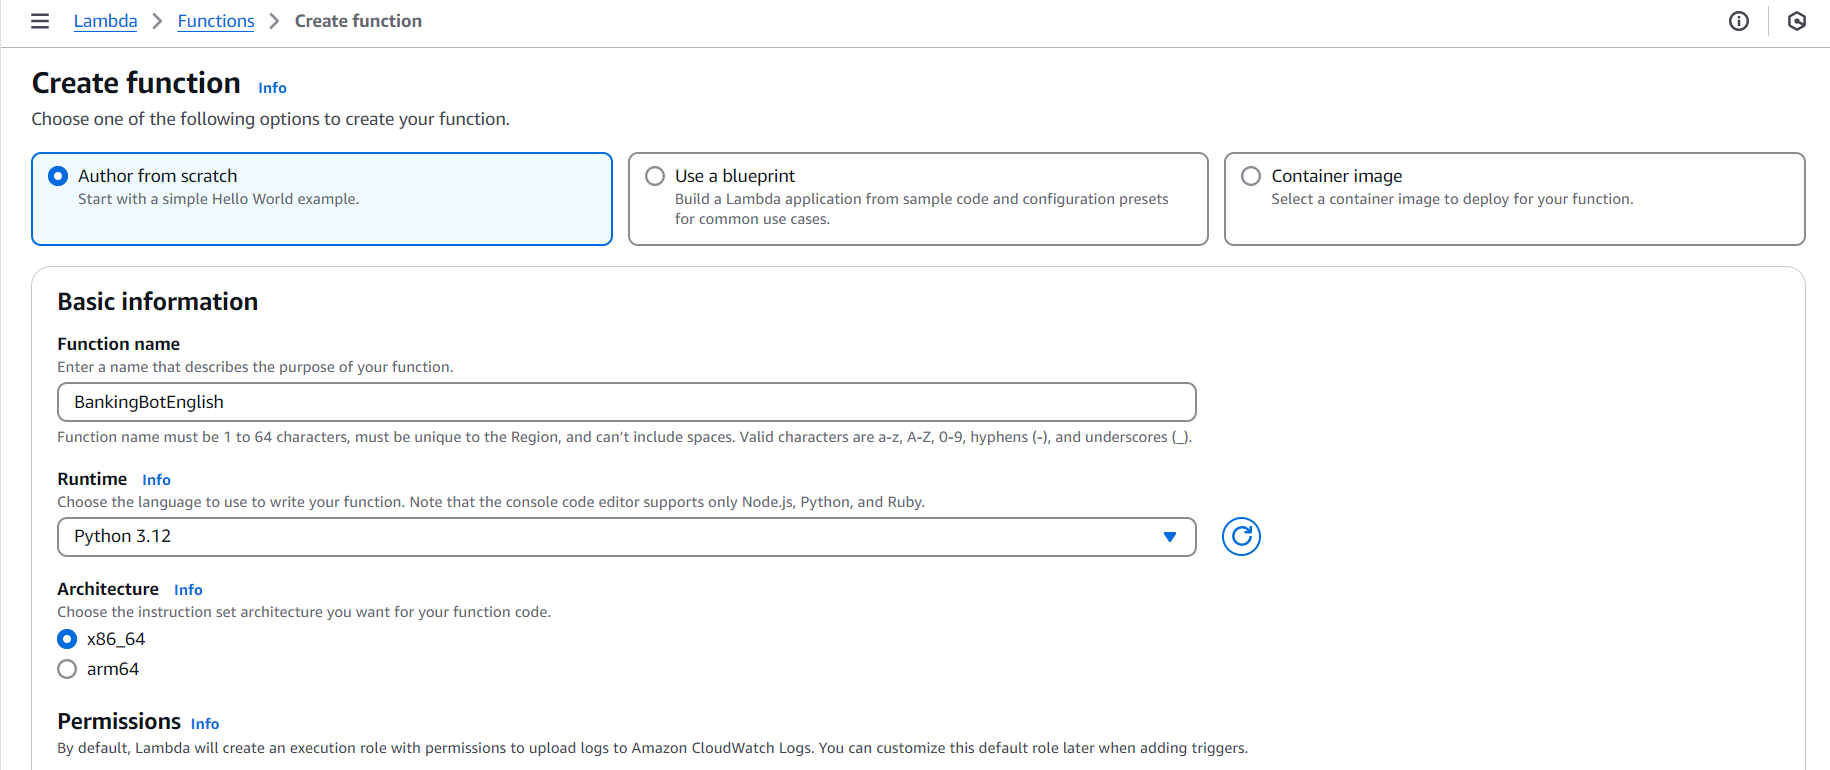 Lambda > Functions > Create function
Create function Info
Choose one of the following options to create your function.
Author from scratch
Start with a simple Hello World example.
Use a blueprint
Build a Lambda application from sample code and configuration presets
for common use cases.
Container image
Select a container image to deploy for your function.
Basic information
Function name
Enter a name that describes the purpose of your function.
BankingBotEnglish
Function name must be 1 to 64 characters, must be unique to the Region, and can't include spaces. Valid characters are a-z, A-Z, 0-9, hyphens (-), and underscores (_).
Runtime Info
Choose the language to use to write your function. Note that the console code editor supports only Node.js, Python, and Ruby.
Python 3.12
Architecture Info
Choose the instruction set architecture you want for your function code.
x86_64
arm64
Permissions Info
By default, Lambda will create an execution role with permissions to upload logs to Amazon CloudWatch Logs. You can customize this default role later when adding triggers.